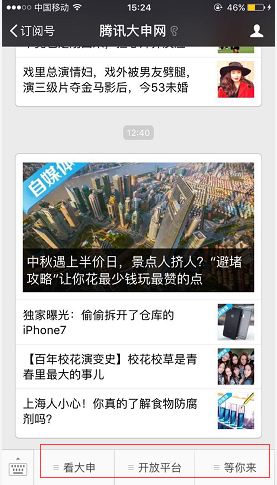 中国移动 15:24 46%
订阅号 腾讯大申网
戏里总演情妇，戏外被男友劈腿，
演三级片夺金马影后，今53未婚
12:40
自媒体
中秋遇上半价日，景点人挤人？“避堵
攻略”让你花最少钱玩最赞的点
独家曝光：偷偷拆开了仓库的
iPhone7
【百年校花演变史】校花校草是青
春里最大的事儿
上海人小心！你真的了解食物防腐
剂吗？
看大申 开放平台 等你来